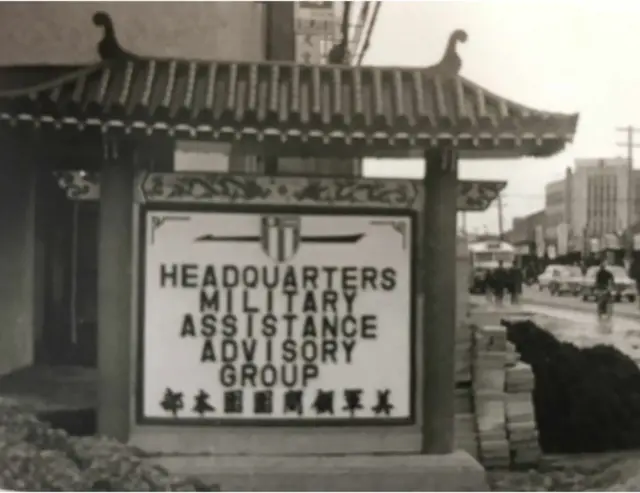 HEADQUARTERS
MILITARY
ASSISTANCE
ADVISORY
GROUP
美軍顧問團團本部